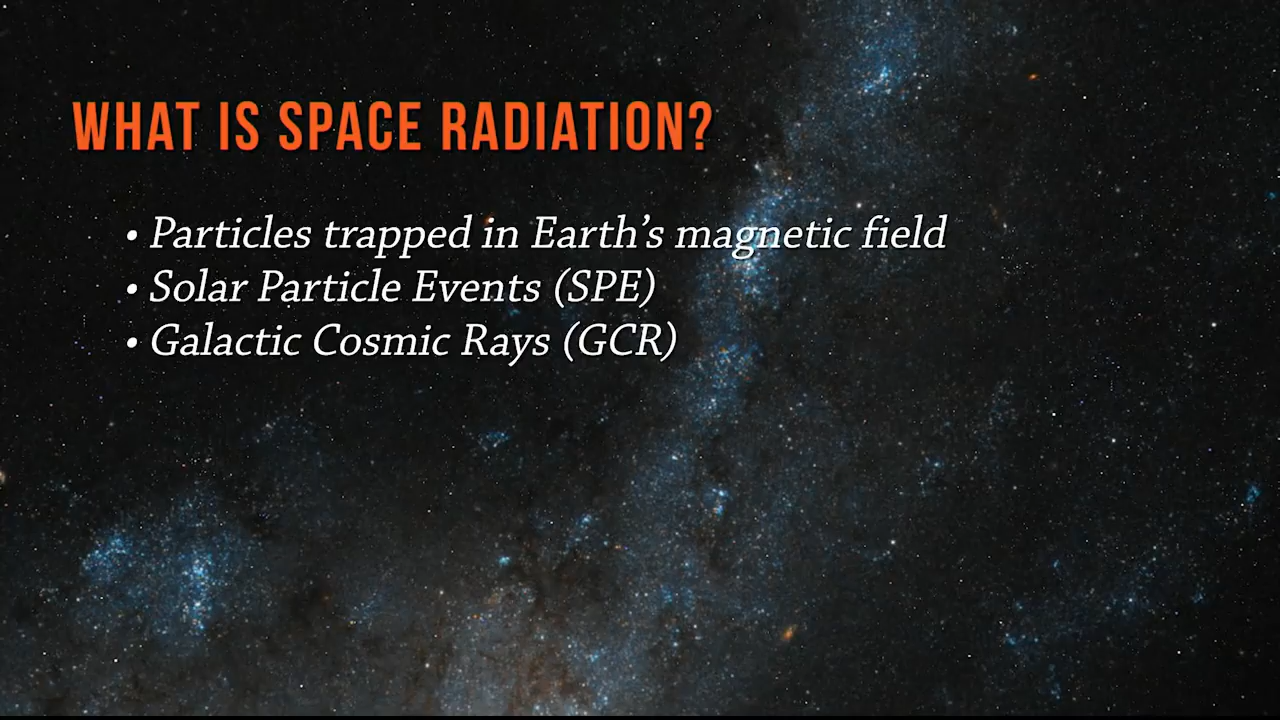 WHAT IS SPACE RADIATION?
• Particles trapped in Earth’s magnetic field
• Solar Particle Events (SPE)
• Galactic Cosmic Rays (GCR)